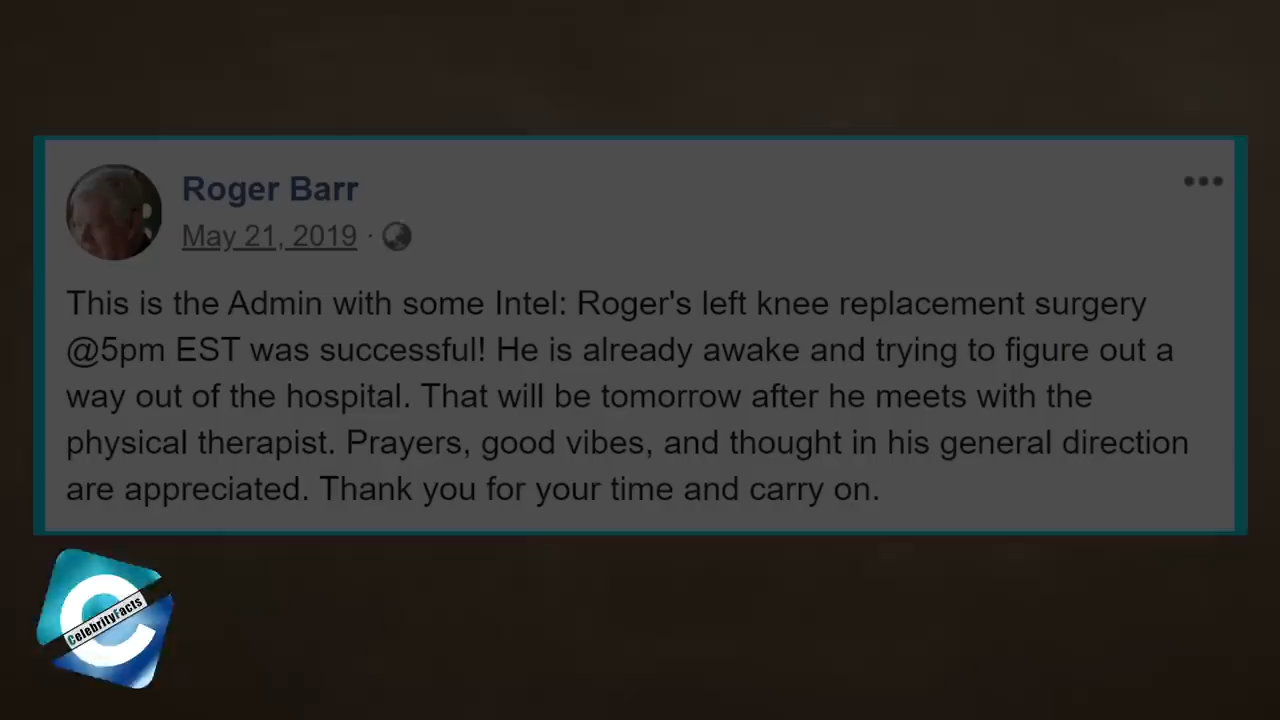 Roger Barr
May 21, 2019 ·
This is the Admin with some Intel: Roger's left knee replacement surgery
@5pm EST was successful! He is already awake and trying to figure out a
way out of the hospital. That will be tomorrow after he meets with the
physical therapist. Prayers, good vibes, and thought in his general direction
are appreciated. Thank you for your time and carry on.
CelebrityFacts